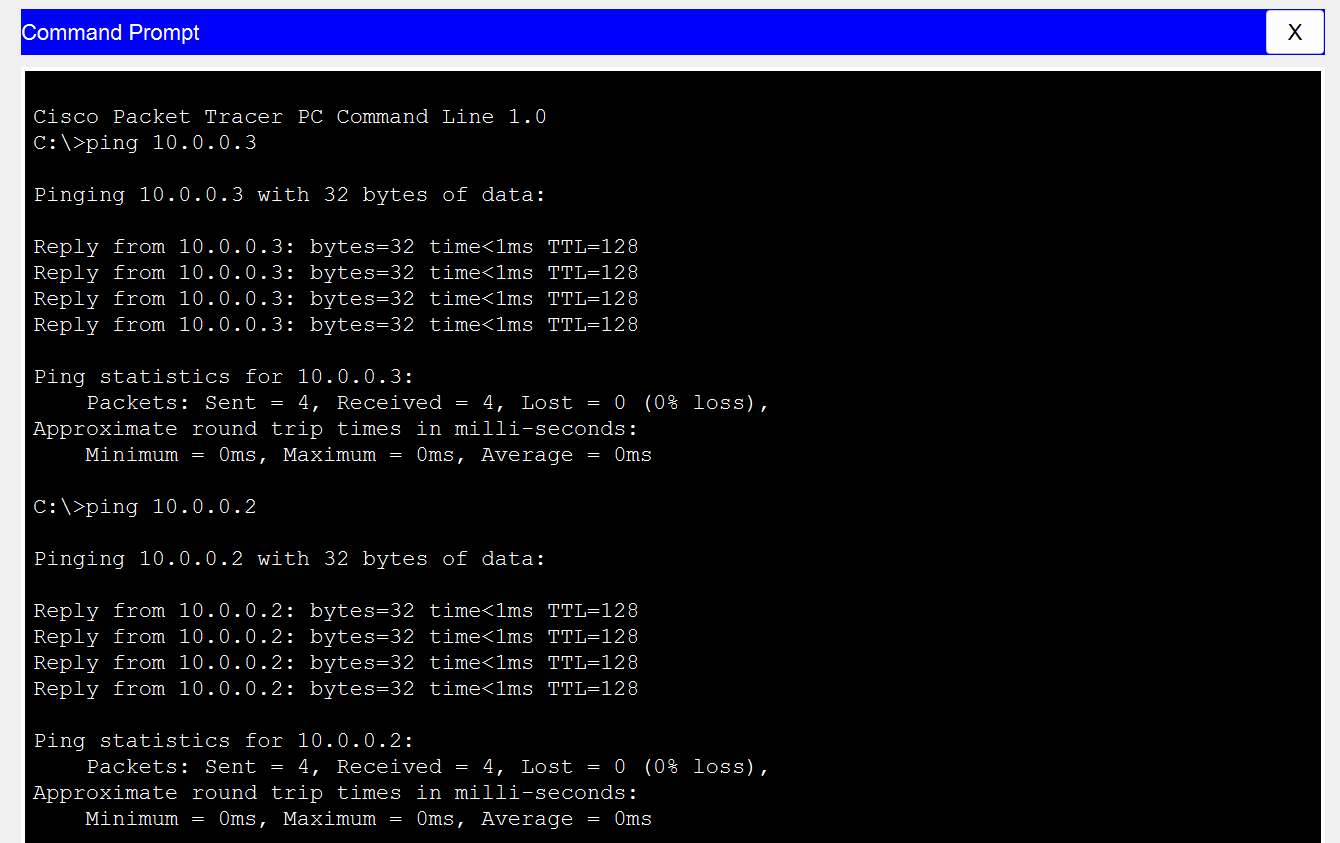 Command Prompt
X
Cisco Packet Tracer PC Command Line 1.0
C:\>ping 10.0.0.3
Pinging 10.0.0.3 with 32 bytes of data:
Reply from 10.0.0.3: bytes=32 time<1ms TTL=128
Reply from 10.0.0.3: bytes=32 time<1ms TTL=128
Reply from 10.0.0.3: bytes=32 time<1ms TTL=128
Reply from 10.0.0.3: bytes=32 time<1ms TTL=128
Ping statistics for 10.0.0.3:
    Packets: Sent = 4, Received = 4, Lost = 0 (0% loss),
Approximate round trip times in milli-seconds:
    Minimum = 0ms, Maximum = 0ms, Average = 0ms
C:\>ping 10.0.0.2
Pinging 10.0.0.2 with 32 bytes of data:
Reply from 10.0.0.2: bytes=32 time<1ms TTL=128
Reply from 10.0.0.2: bytes=32 time<1ms TTL=128
Reply from 10.0.0.2: bytes=32 time<1ms TTL=128
Reply from 10.0.0.2: bytes=32 time<1ms TTL=128
Ping statistics for 10.0.0.2:
    Packets: Sent = 4, Received = 4, Lost = 0 (0% loss),
Approximate round trip times in milli-seconds:
    Minimum = 0ms, Maximum = 0ms, Average = 0ms